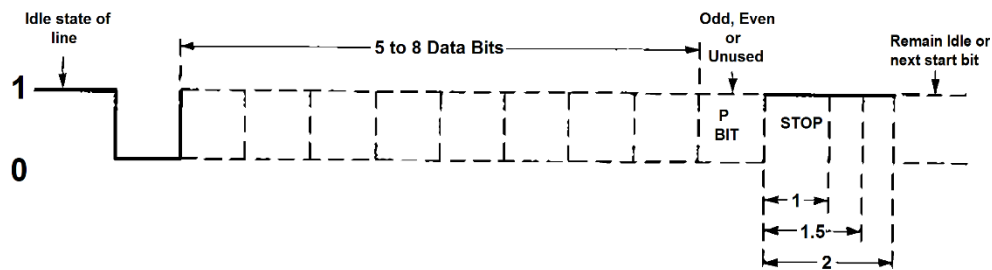 Idle state of
line
5 to 8 Data Bits
Odd, Even
or
Unused
Remain Idle or
next start bit
1
0
P
BIT
STOP
1
1.5
2